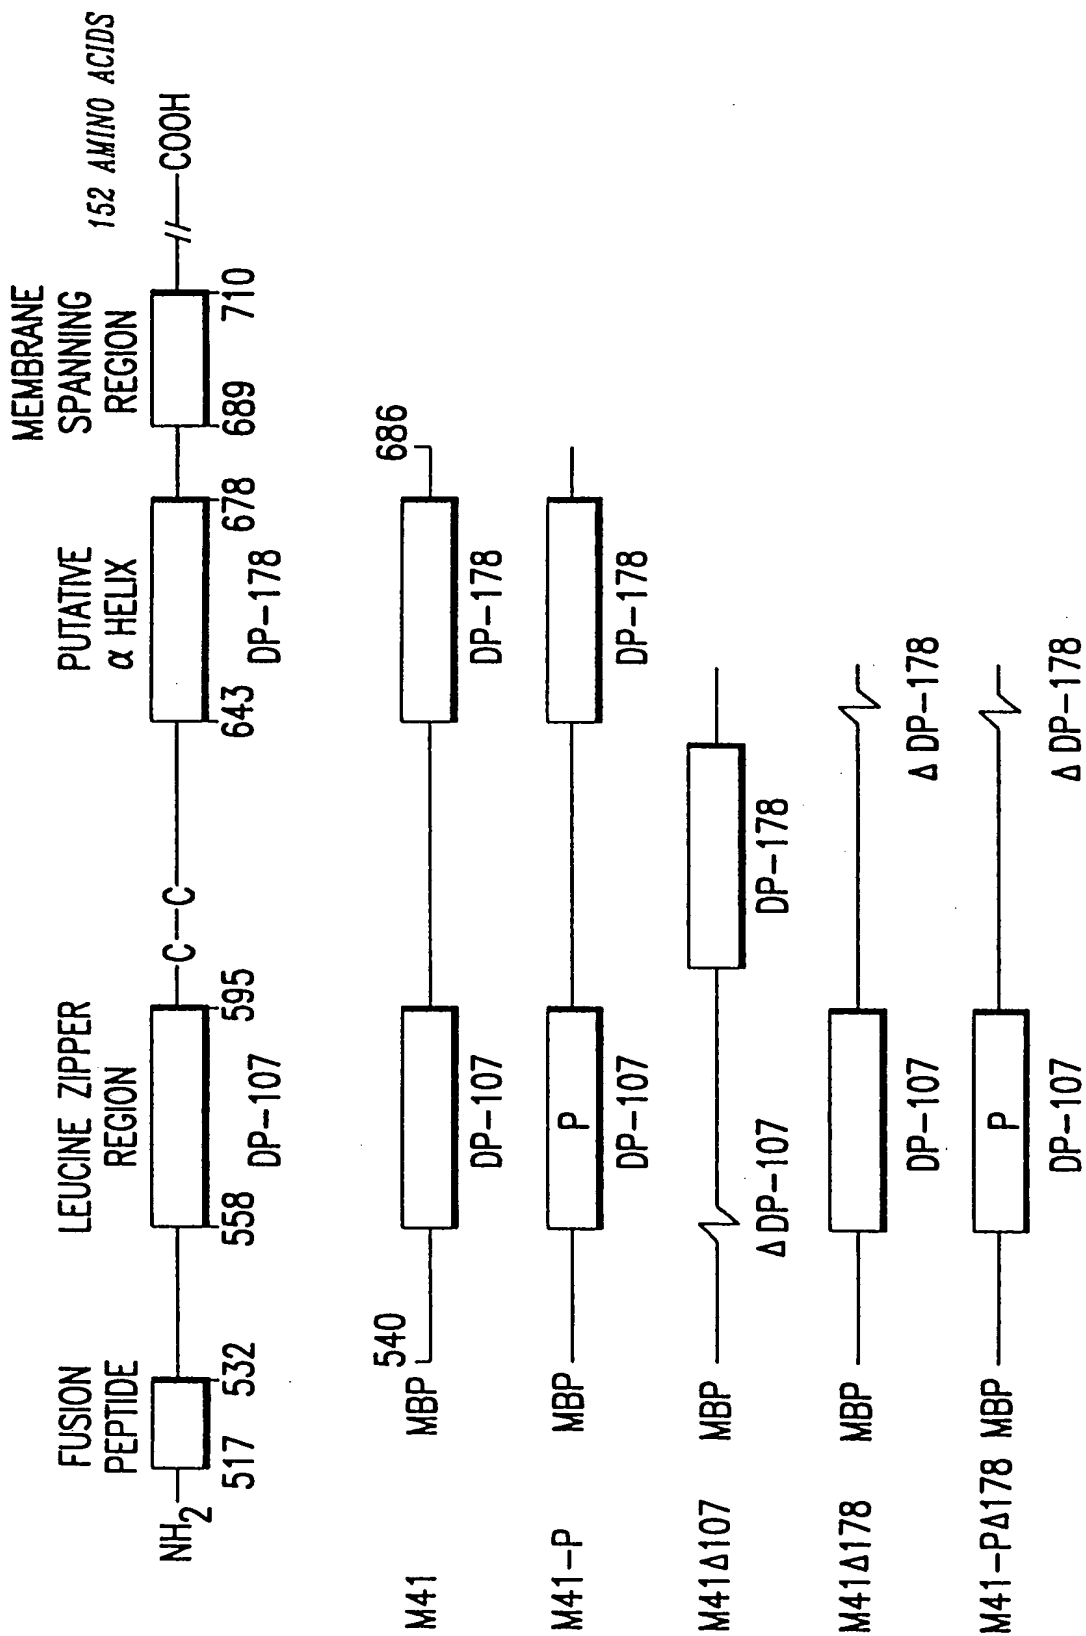 FUSION
PEPTIDE
LEUCINE ZIPPER
REGION
PUTATIVE
α HELIX
MEMBRANE
SPANNING
REGION
152 AMINO ACIDS
NH2
C C
COOH
517 532 558 595 643 678 689 710
DP-107 DP-178
M41 MBP 540 686
DP-107 DP-178
M41-P MBP P
DP-107 DP-178
M41Δ107 MBP
Δ DP-107 DP-178
M41Δ178 MBP
DP-107 Δ DP-178
M41-PΔ178 MBP P
DP-107 Δ DP-178